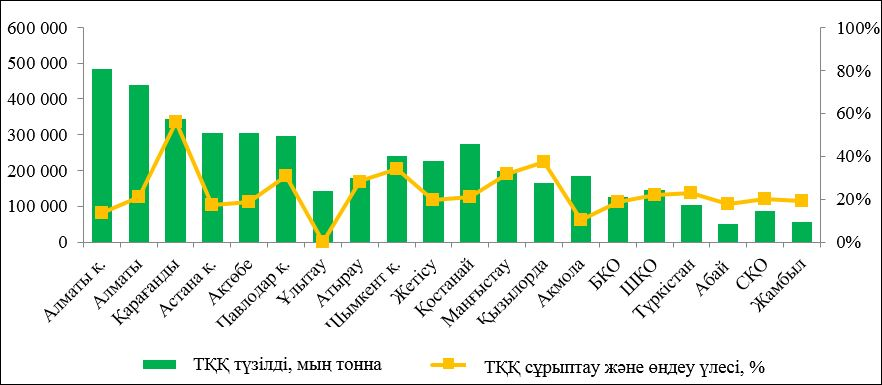 600 000
500 000
400 000
300 000
200 000
100 000
0
100%
80%
60%
40%
20%
0%
Алматы қ.
Алматы
Қарағанды
Астана қ.
Ақтөбе
Павлодар қ.
Ұлытау
Атырау
Шымкент қ.
Жетісу
Қостанай
Маңғыстау
Қызылорда
Ақмола
БҚО
ШҚО
Түркістан
Абай
СҚО
Жамбыл
ТҚҚ түзілді, мың тонна
ТҚҚ сұрыптау және өңдеу үлесі, %